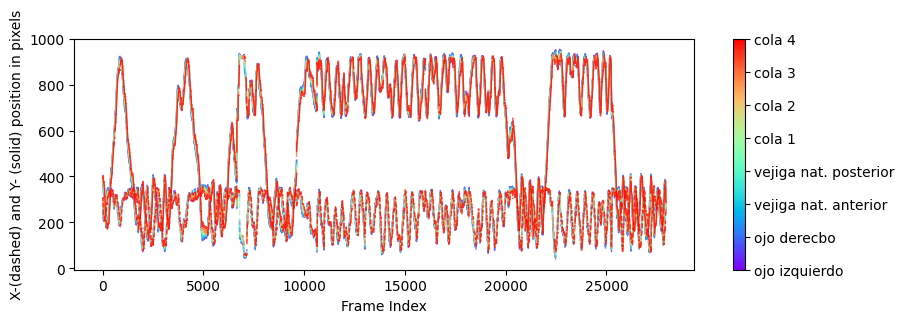 X-(dashed) and Y- (solid) position in pixels
1000
800
600
400
200
0
0
5000
10000
15000
20000
25000
Frame Index
cola 4
cola 3
cola 2
cola 1
vejiga nat. posterior
vejiga nat. anterior
ojo derecbo
ojo izquierdo